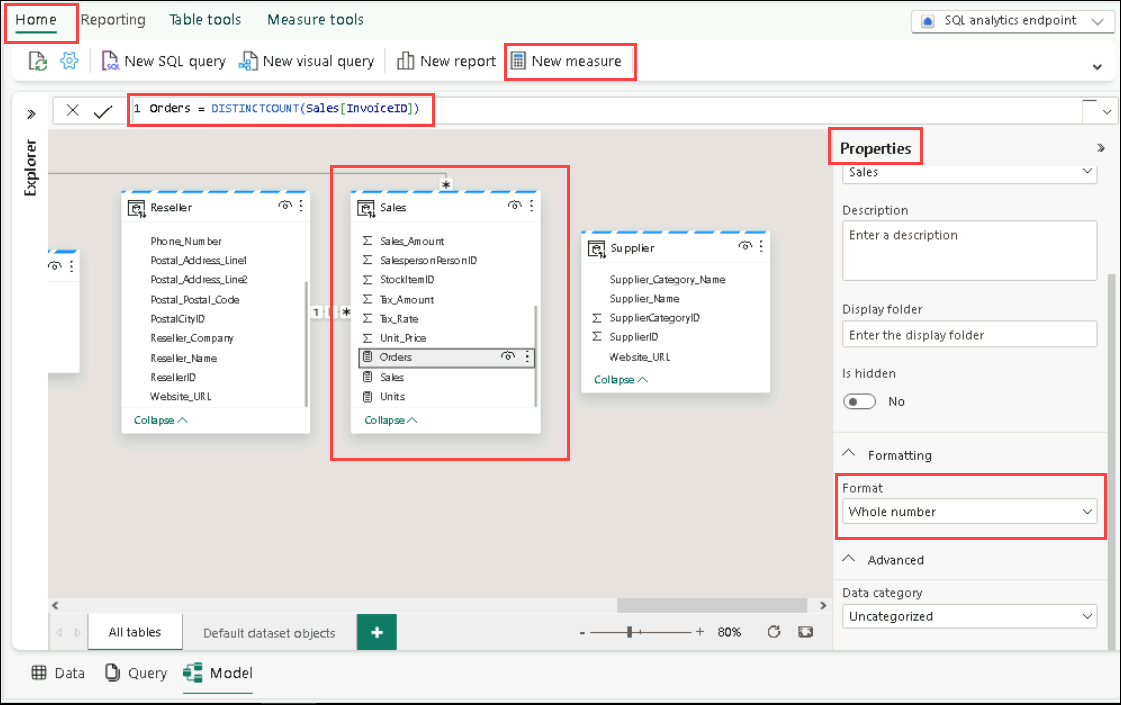 Home Reporting Table tools Measure tools SQL analytics endpoint
SQL New SQL query New visual query New report New measure
1 Orders = DISTINCTCOUNT(Sales[InvoiceID])
Explorer
Reseller
Phone_Number
Postal_Address_Line1
Postal_Address_Line2
Postal_Postal_Code
PostalCityID
Reseller_Company
Reseller_Name
ResellerID
Website_URL
Collapse
1
*
*
Sales
Σ Sales_Amount
Σ SalespersonPersonID
Σ StockItemID
Σ Tax_Amount
Σ Tax_Rate
Σ Unit_Price
Orders
Sales
Units
Collapse
Supplier
Supplier_Category_Name
Supplier_Name
Σ SupplierCategoryID
Σ SupplierID
Website_URL
Collapse
Properties
Sales
Description
Enter a description
Display folder
Enter the display folder
Is hidden
No
Formatting
Format
Whole number
Advanced
Data category
Uncategorized
All tables Default dataset objects + - + 80%
Data Query Model